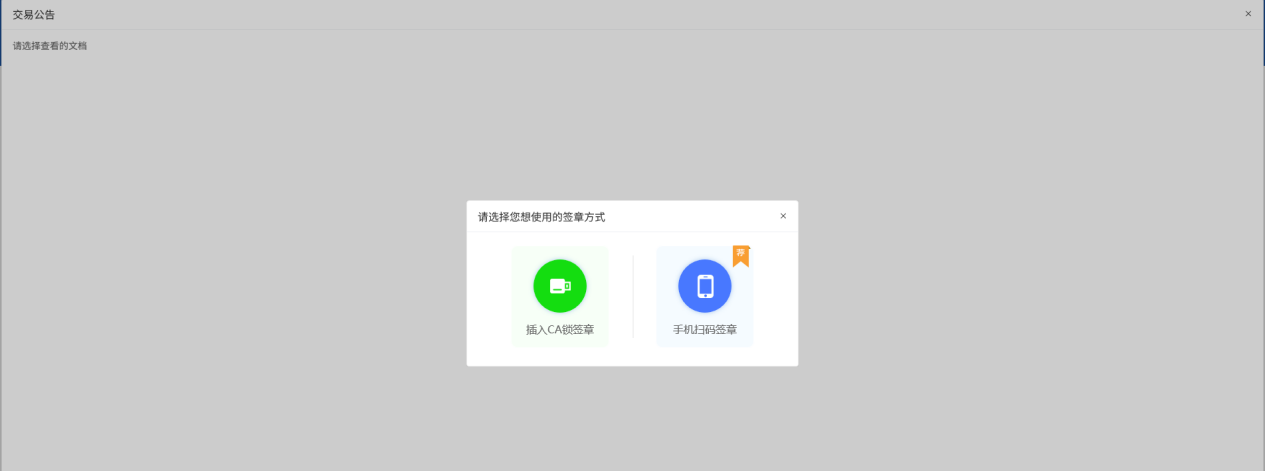 交易公告
请选择查看的文档
请选择您想使用的签章方式
荐
插入CA锁签章
手机扫码签章